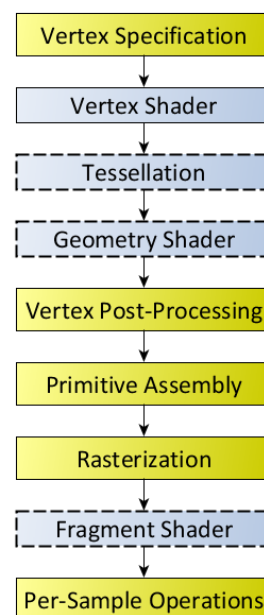 Vertex Specification
Vertex Shader
Tessellation
Geometry Shader
Vertex Post-Processing
Primitive Assembly
Rasterization
Fragment Shader
Per-Sample Operations